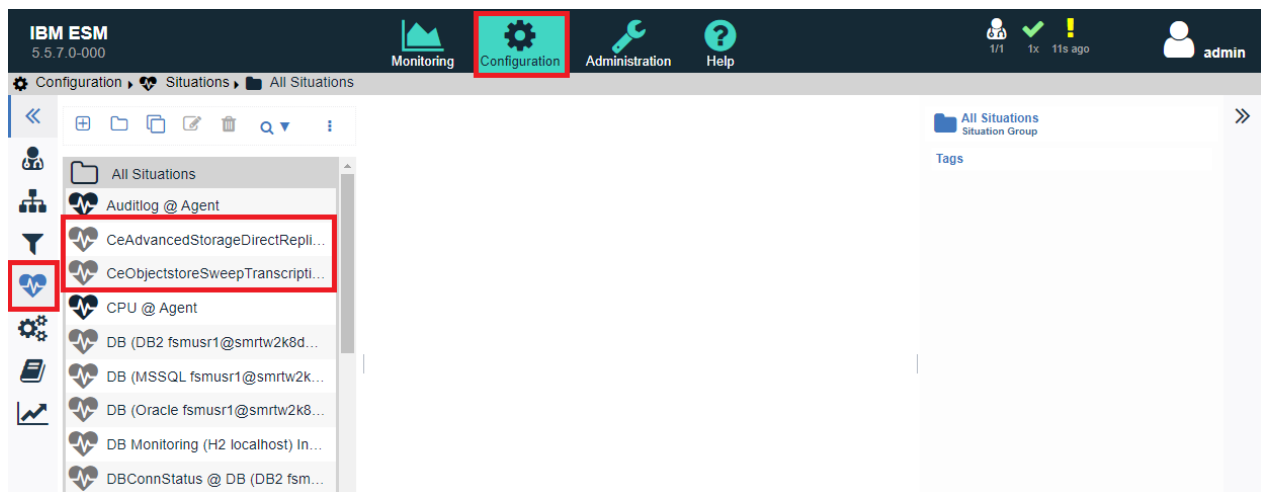 IBM ESM
5.5.7.0-000
Monitoring
Configuration
Administration
Help
1/1 1x 11s ago
admin
Configuration Situations All Situations
All Situations
Auditlog @ Agent
CeAdvancedStorageDirectRepli...
CeObjectstoreSweepTranscripti...
CPU @ Agent
DB (DB2 fsmusr1@smrtw2k8d...
DB (MSSQL fsmusr1@smrtw2k...
DB (Oracle fsmusr1@smrtw2k8...
DB Monitoring (H2 localhost) In...
DBConnStatus @ DB (DB2 fsm...
All Situations
Situation Group
Tags